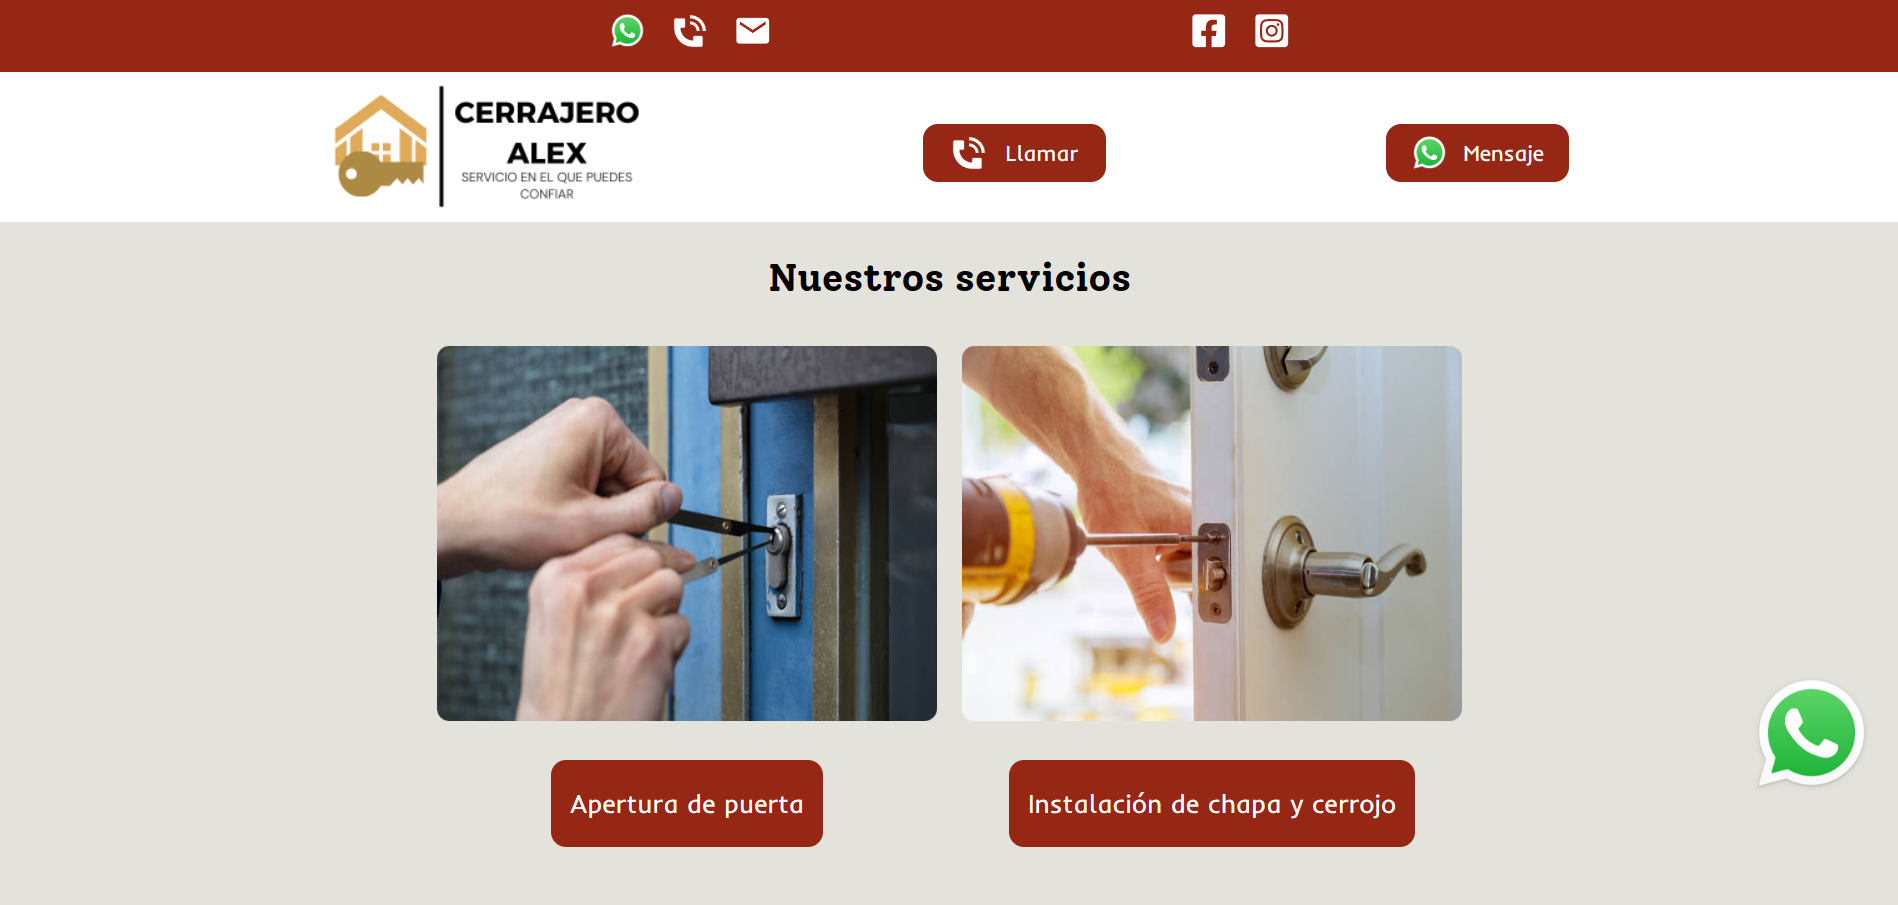 CERRAJERO
ALEX
SERVICIO EN EL QUE PUEDES
CONFIAR
Llamar
Mensaje
Nuestros servicios
Apertura de puerta
Instalación de chapa y cerrojo